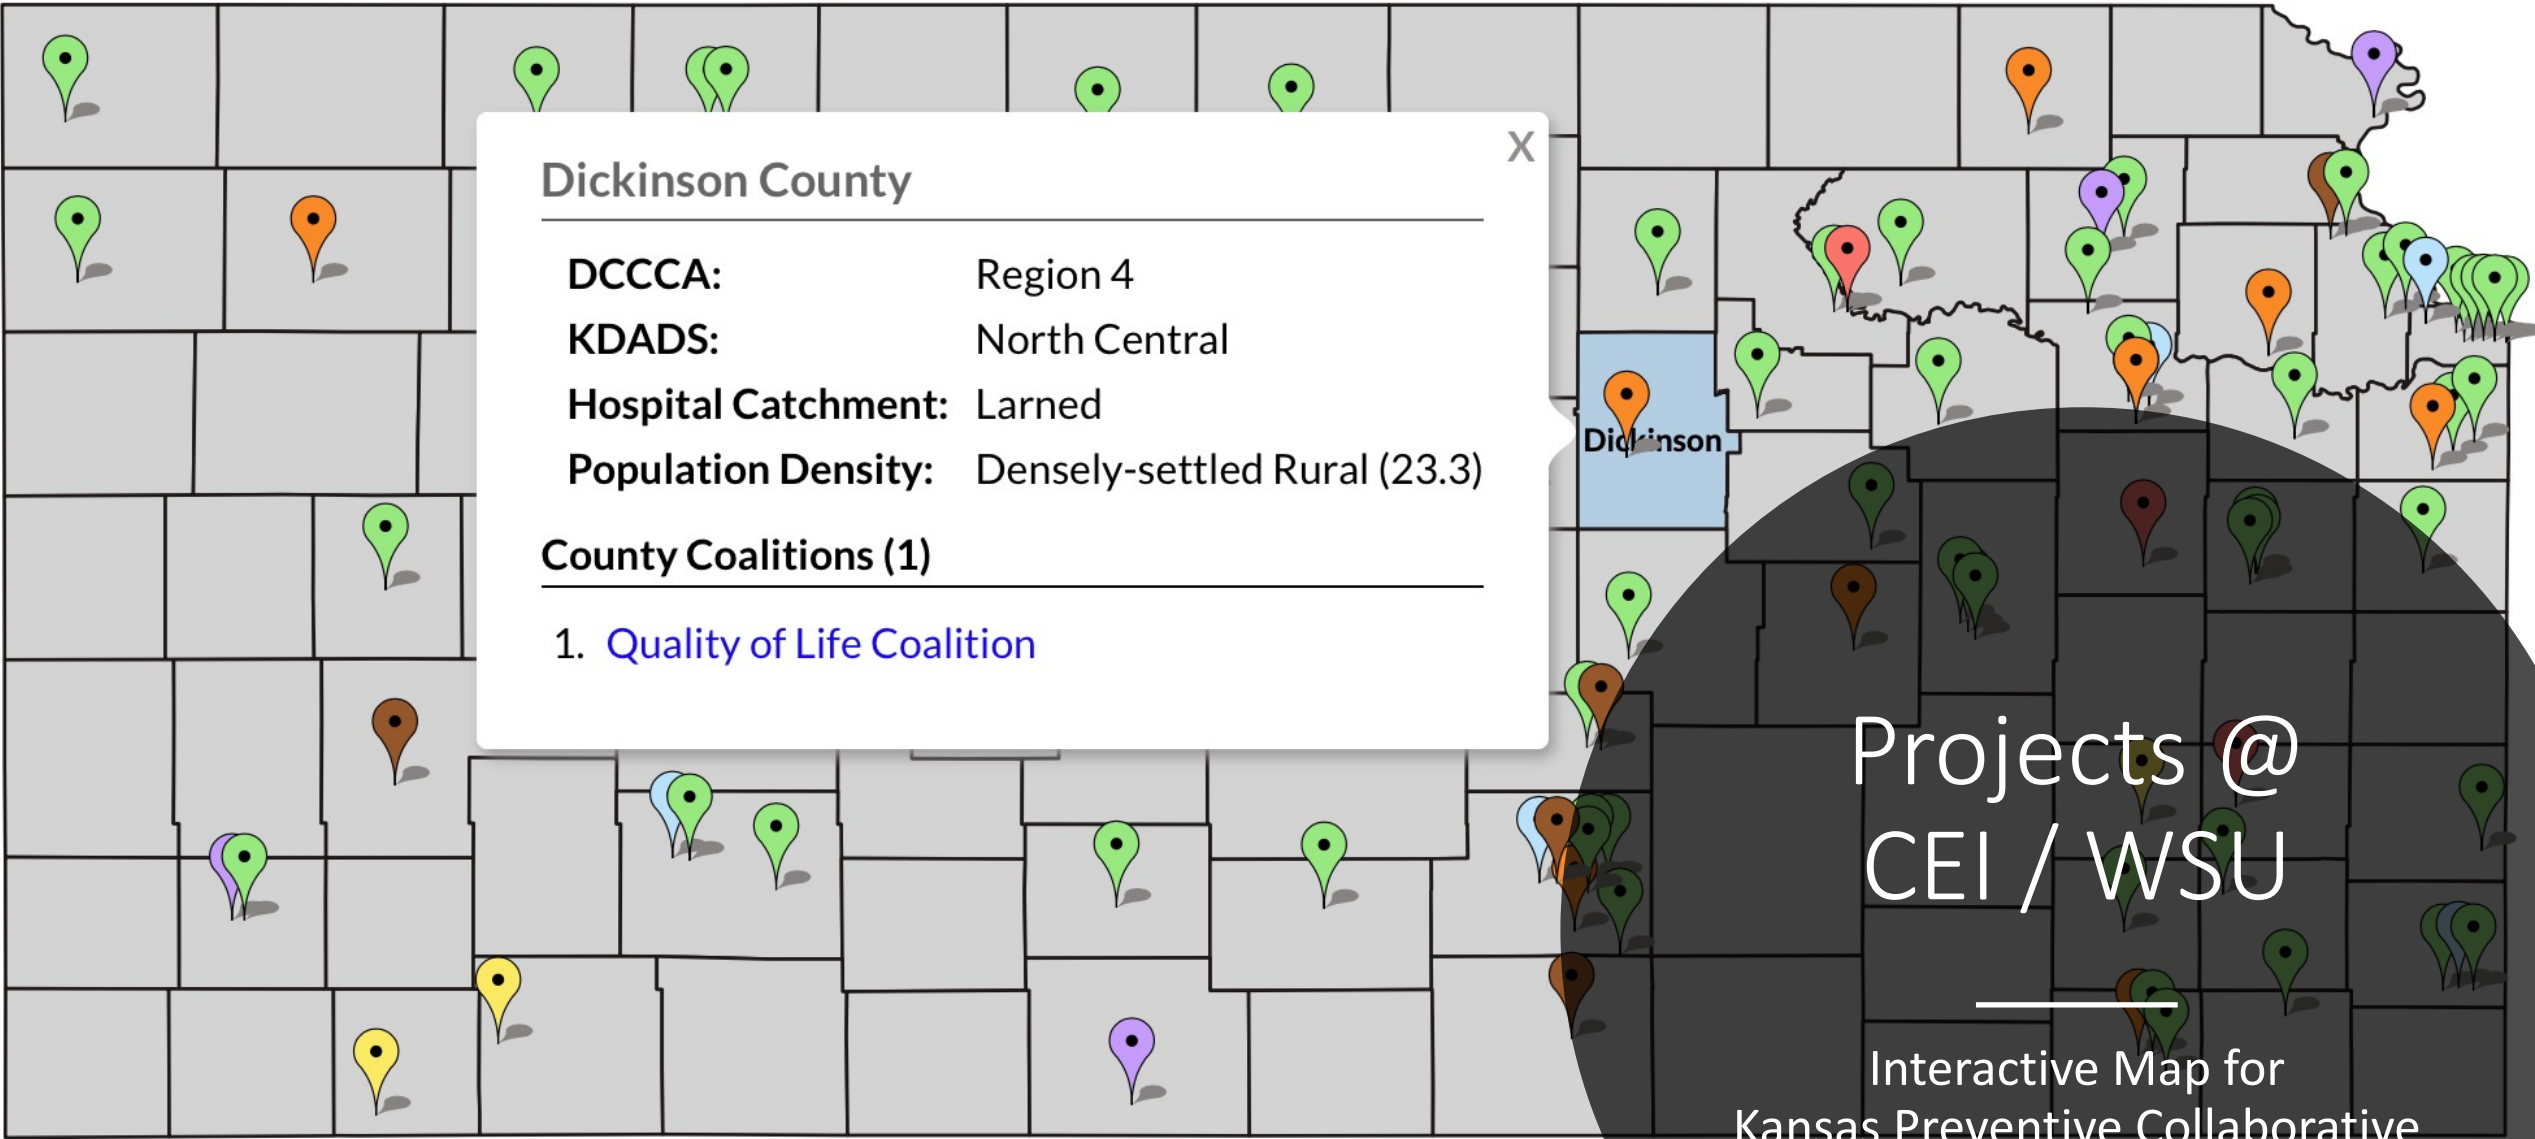 X
Dickinson County
DCCCA: Region 4
KDADS: North Central
Hospital Catchment: Larned
Population Density: Densely-settled Rural (23.3)
County Coalitions (1)
1. Quality of Life Coalition
Dickinson
Projects @
CEI / WSU
Interactive Map for
Kansas Preventive Collaborative